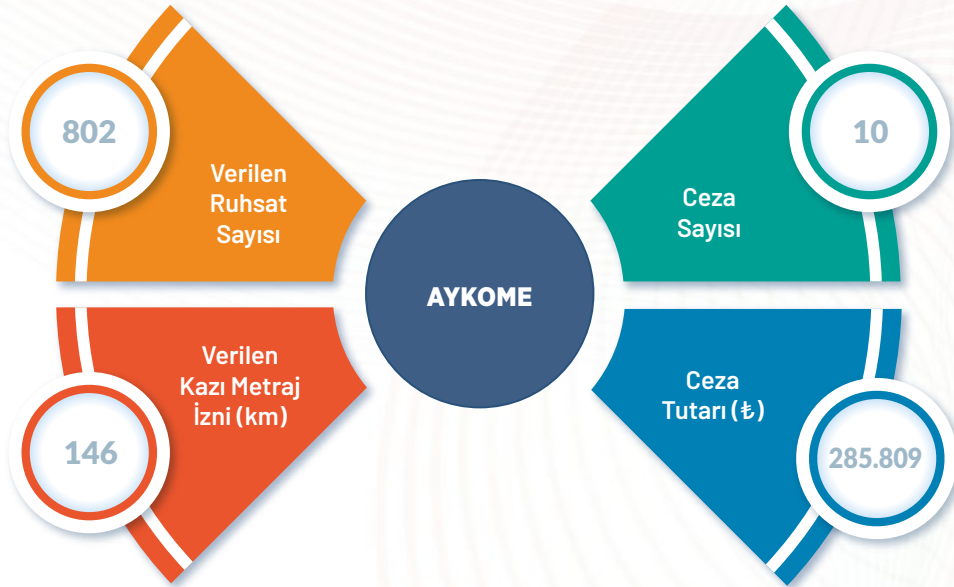 802
Verilen
Ruhsat
Sayısı
10
Ceza
Sayısı
AYKOME
Verilen
Kazı Metraj
İzni (km)
146
Ceza
Tutarı (₺)
285.809